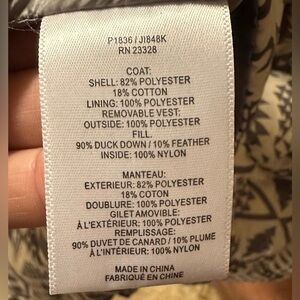 P1836 / JI848K
RN 23328
COAT:
SHELL: 82% POLYESTER
18% COTTON
LINING: 100% POLYESTER
REMOVABLE VEST:
OUTSIDE: 100% POLYESTER
FILL.
90% DUCK DOWN / 10% FEATHER
INSIDE: 100% NYLON
MANTEAU:
EXTERIEUR: 82% POLYESTER
18% COTON
DOUBLURE: 100% POLYESTER
GILET AMOVIBLE:
À L'EXTÉRIEUR: 100% POLYESTER
REMPLISSAGE:
90% DUVET DE CANARD / 10% PLUME
À L'INTÉRIEUR: 100% NYLON
MADE IN CHINA
FABRIQUÉ EN CHINE